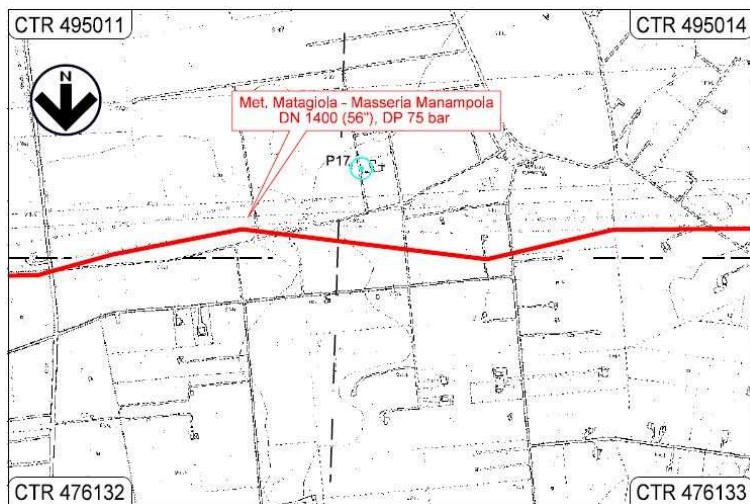 CTR 495011
CTR 495014
N
Met. Matagiola - Masseria Manampola
DN 1400 (56"), DP 75 bar
P17
CTR 476132
CTR 476133